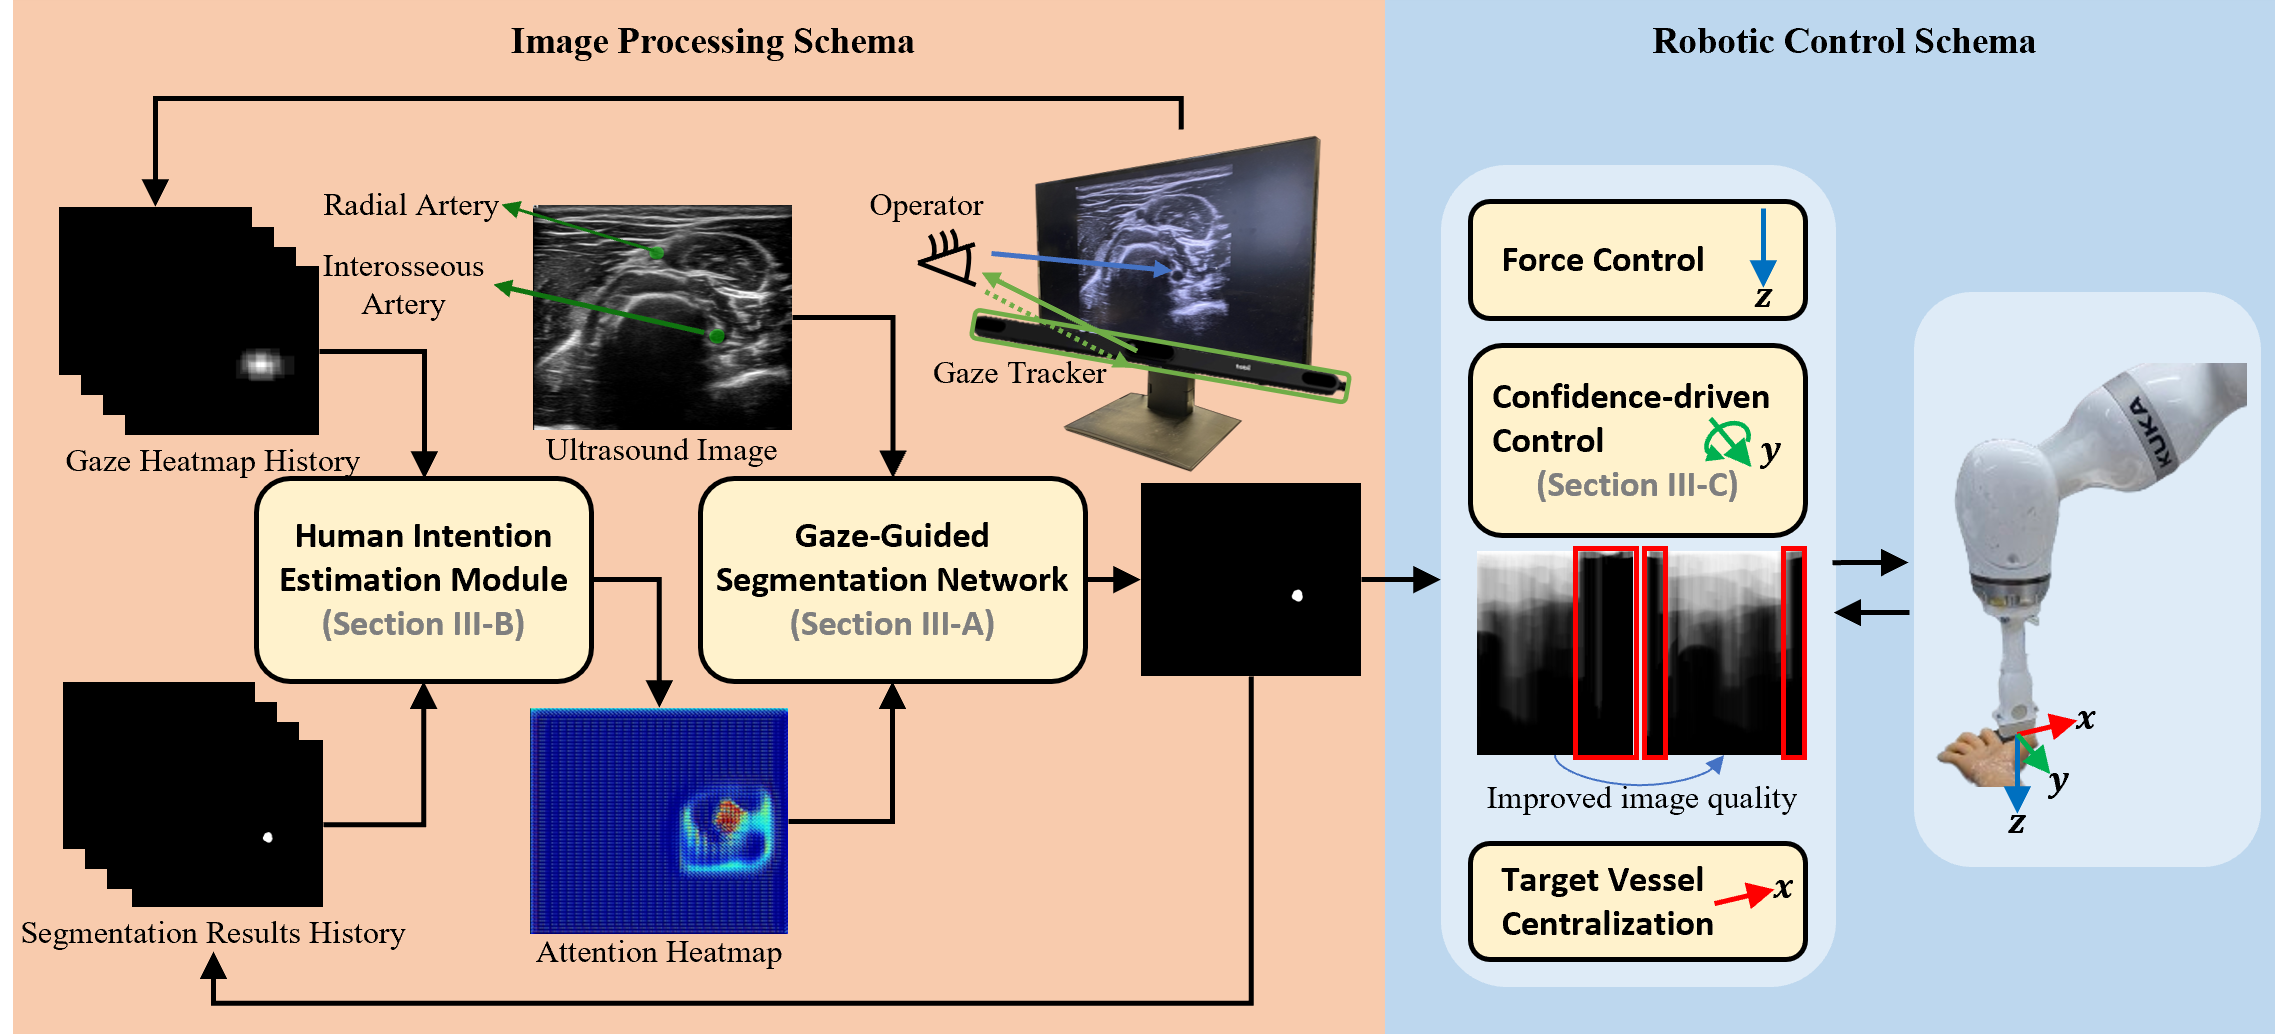 Image Processing Schema
Robotic Control Schema
Radial Artery
Interosseous
Artery
Operator
Gaze Tracker
tobii
Gaze Heatmap History
Ultrasound Image
Human Intention
Estimation Module
(Section III-B)
Gaze-Guided
Segmentation Network
(Section III-A)
Segmentation Results History
Attention Heatmap
Force Control
z
Confidence-driven
Control
y
(Section III-C)
Improved image quality
Target Vessel
Centralization
x
KUKA
x
y
z